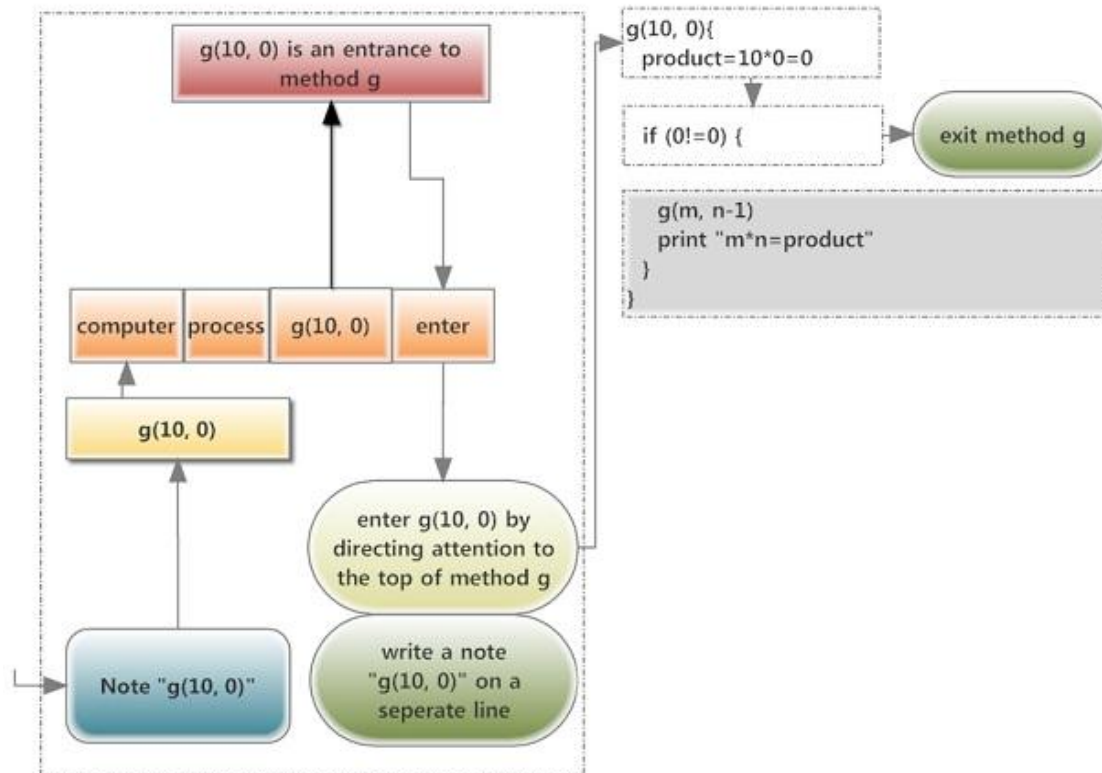 g(10, 0) is an entrance to
method g
computer
process
g(10, 0)
enter
g(10, 0)
enter g(10, 0) by
directing attention to
the top of method g
Note "g(10, 0)"
write a note
"g(10, 0)" on a
seperate line
g(10, 0){
product=10*0=0
if (0!=0) {
exit method g
g(m, n-1)
print "m*n=product"
}
}